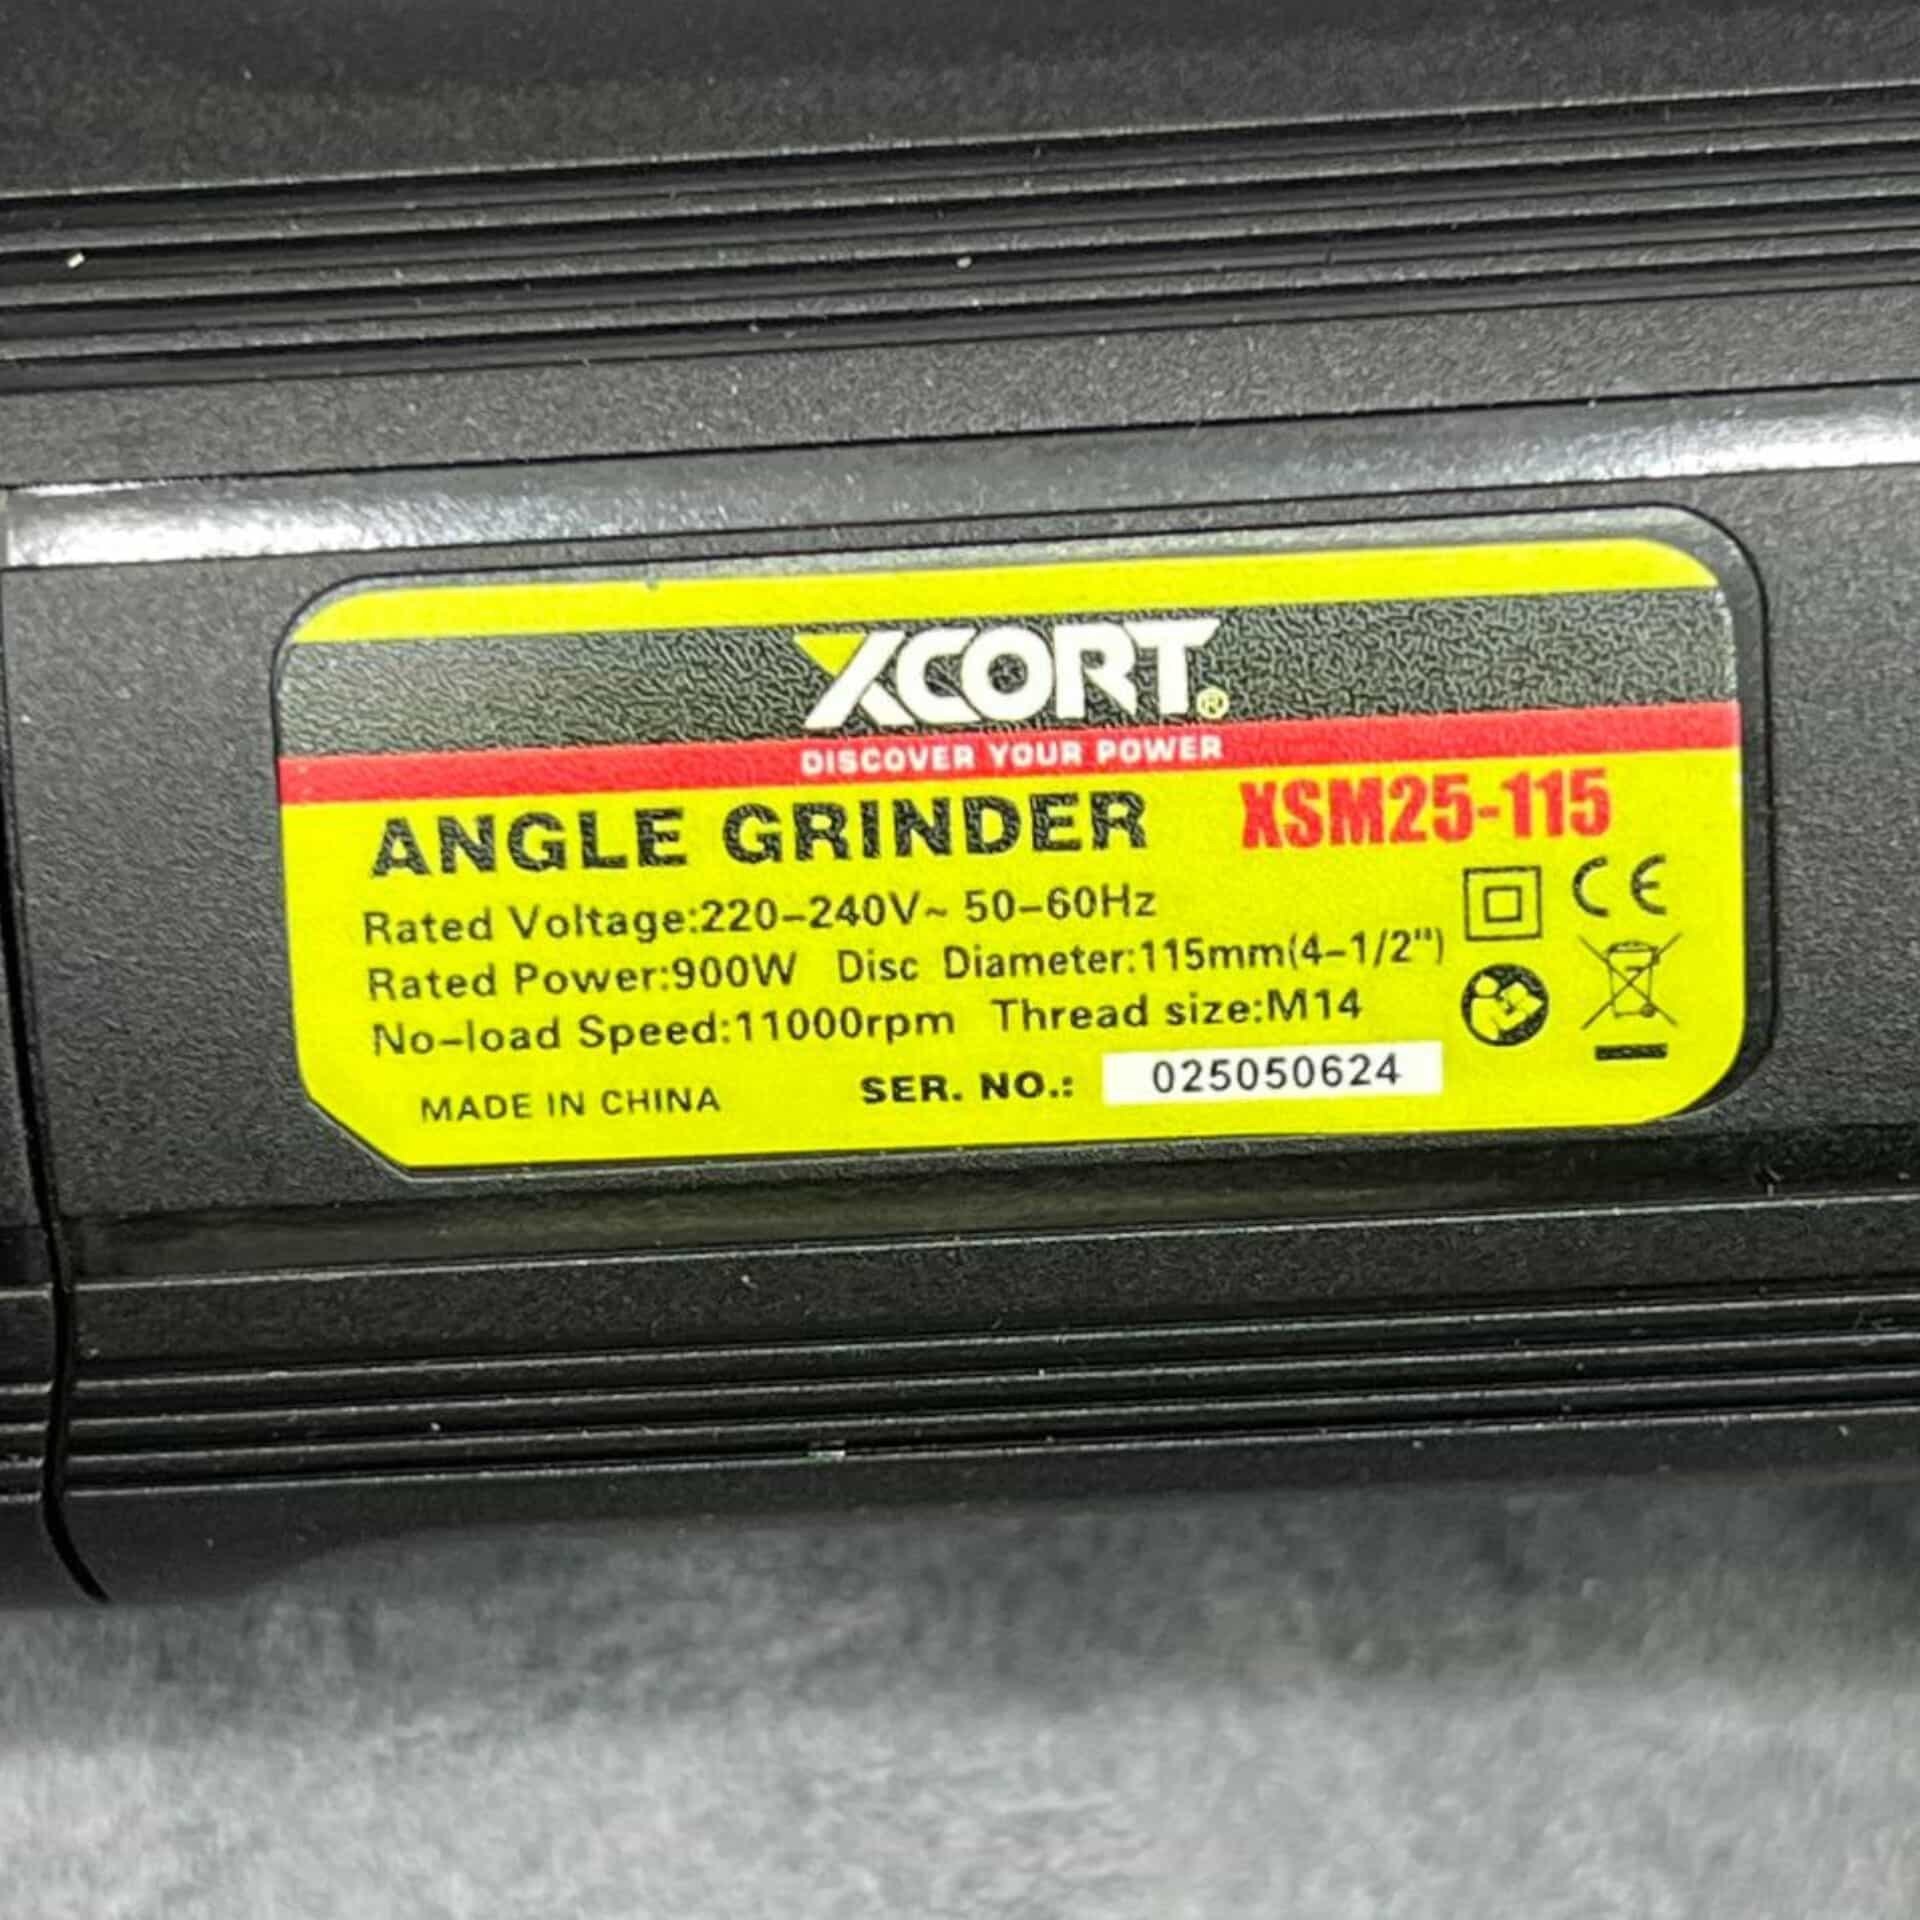 XCORT®
DISCOVER YOUR POWER
ANGLE GRINDER XSM25-115
Rated Voltage:220-240V~ 50-60Hz
Rated Power:900W Disc Diameter:115mm(4-1/2")
No-load Speed:11000rpm Thread size:M14
CE
MADE IN CHINA SER. NO.: 025050624